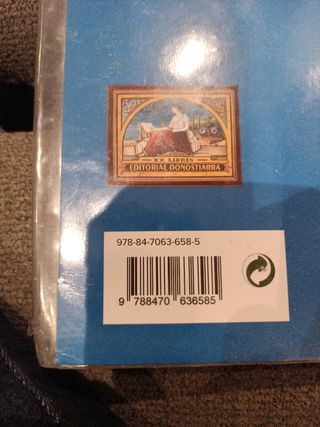 EX LIBRIS
EDITORIAL DONOSTIARRA
978-84-7063-658-5
9 788470 636585